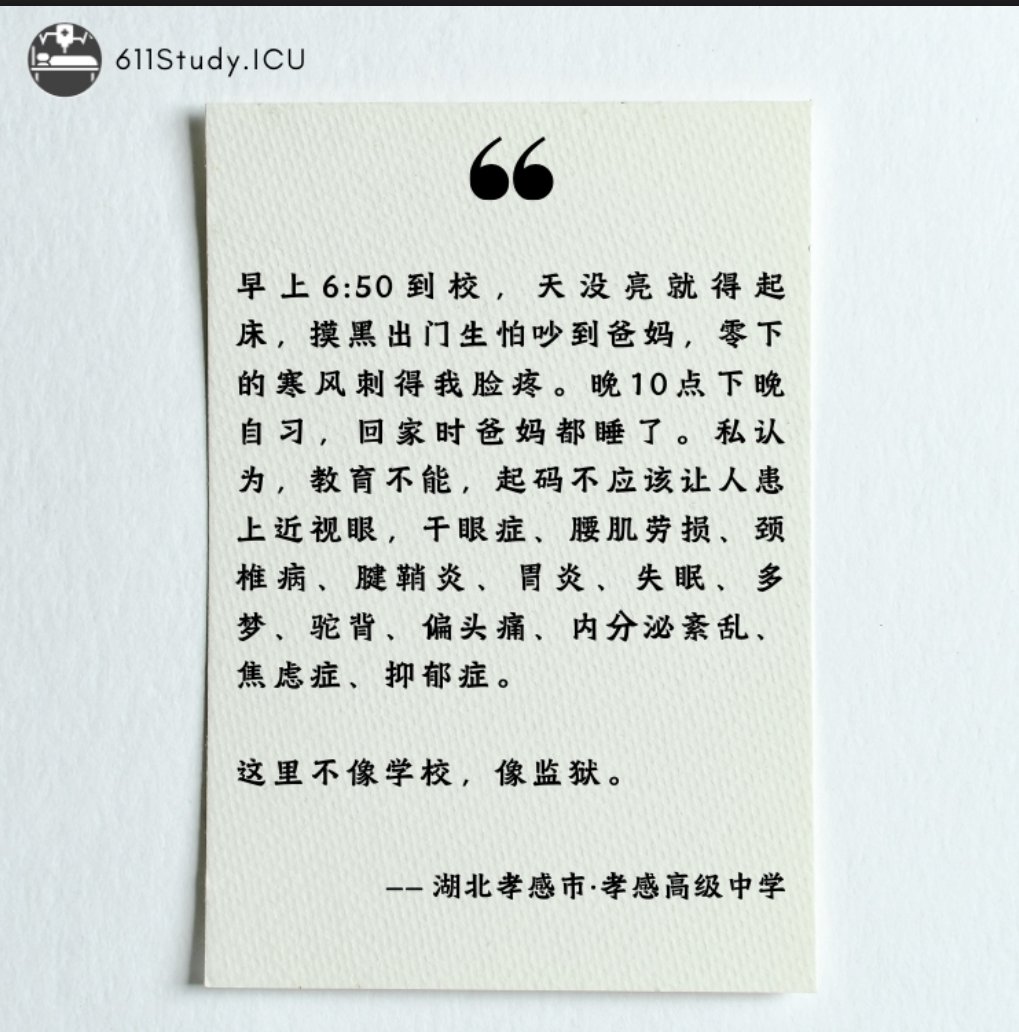 611Study.ICU
“
早上6:50到校，天没亮就得起
床，摸黑出门生怕吵到爸妈，零下
的寒风刺得我脸疼。晚10点下晚
自习，回家时爸妈都睡了。私认
为，教育不能，起码不应该让人患
上近视眼，干眼症、腰肌劳损、颈
椎病、腱鞘炎、胃炎、失眠、多
梦、驼背、偏头痛、内分泌紊乱、
焦虑症、抑郁症。
这里不像学校，像监狱。
—— 湖北孝感市·孝感高级中学